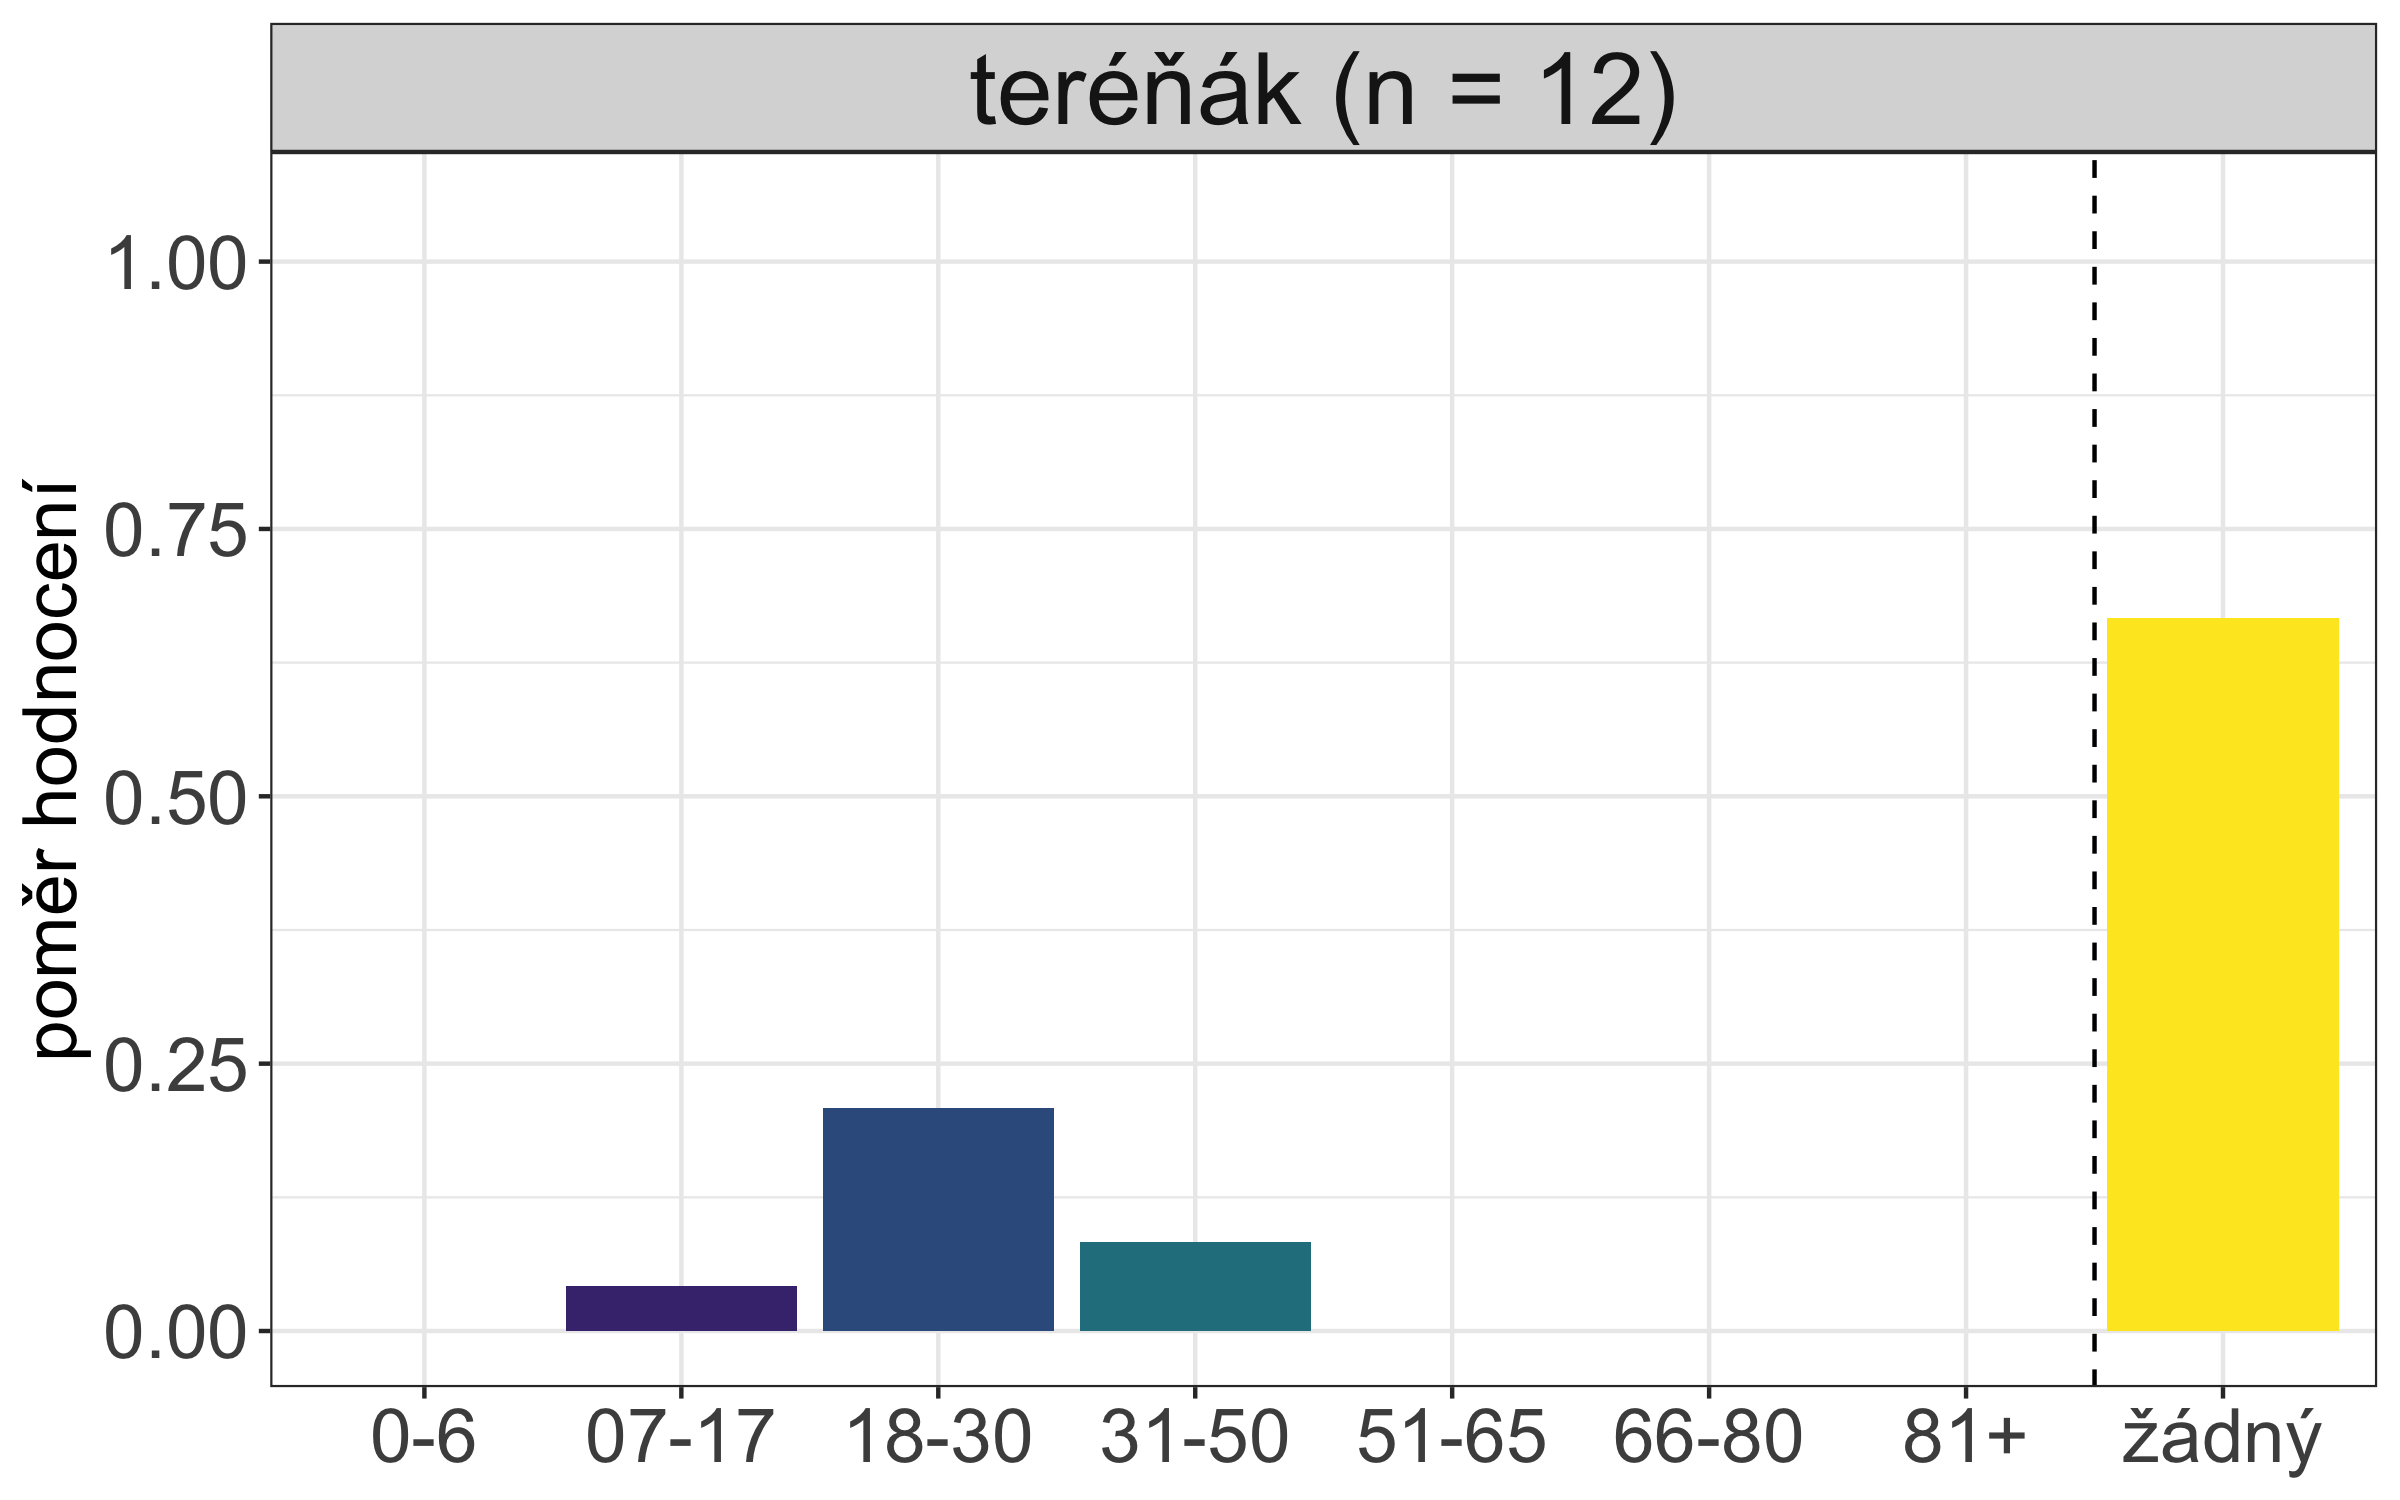 teréňák (n = 12)
poměr hodnocení
1.00
0.75
0.50
0.25
0.00
0-6 07-17 18-30 31-50 51-65 66-80 81+ žádný